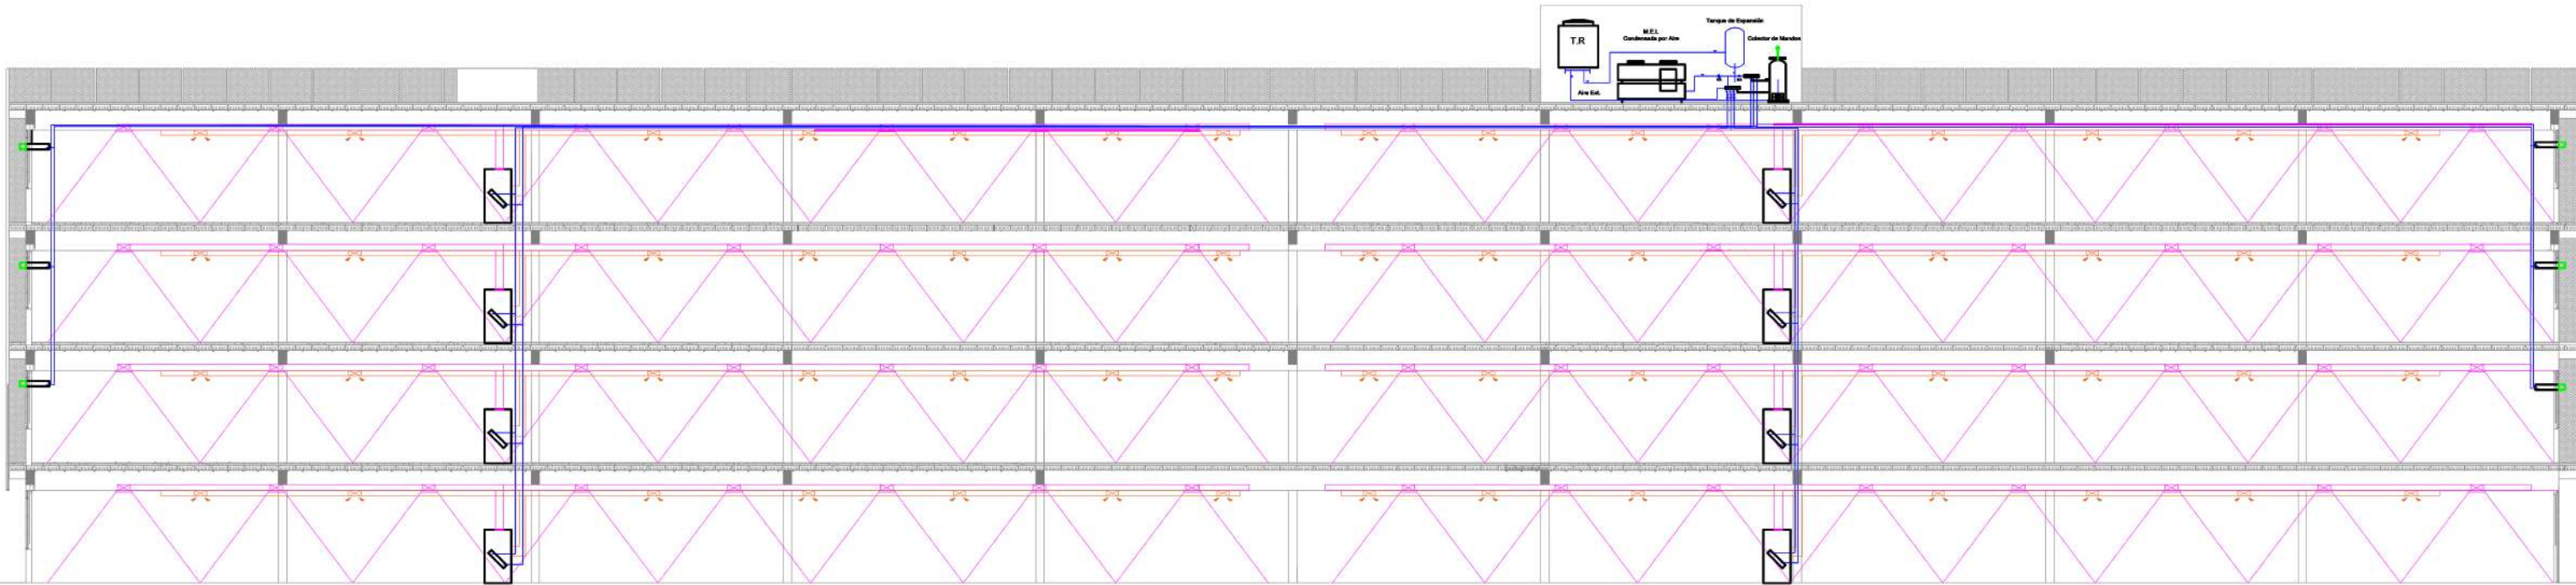 Tanque de Expansión
T.R
M.E.L
Condensada por Aire
Colector de Mandos
Aire Ext.